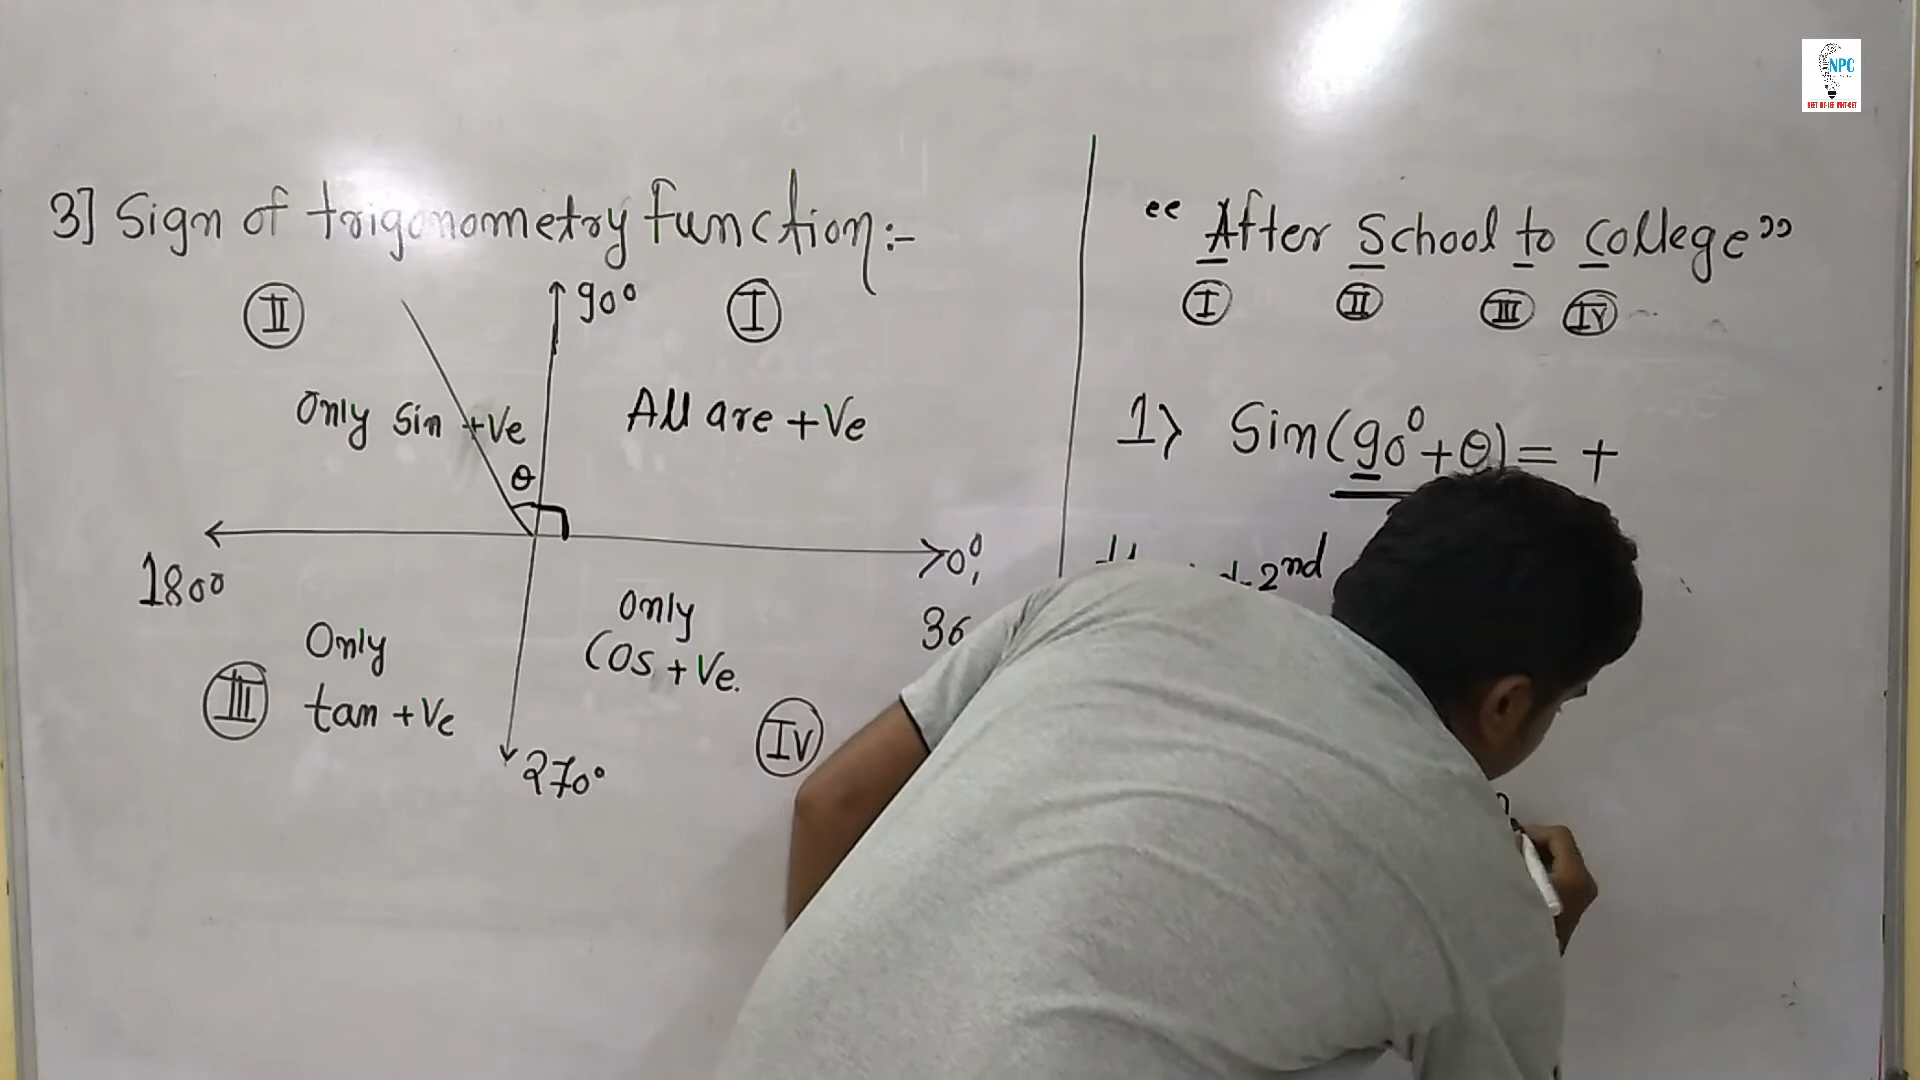 3] Sign of trigonometry function:-
II
90°
I
Only Sin +Ve
All are +Ve
θ
180°
0°,
36
Only
tan +Ve
III
Only
Cos +Ve.
IV
270°
“ After School to College ”
I II III IV
1> Sin(90°+θ) = +
2nd
NPC